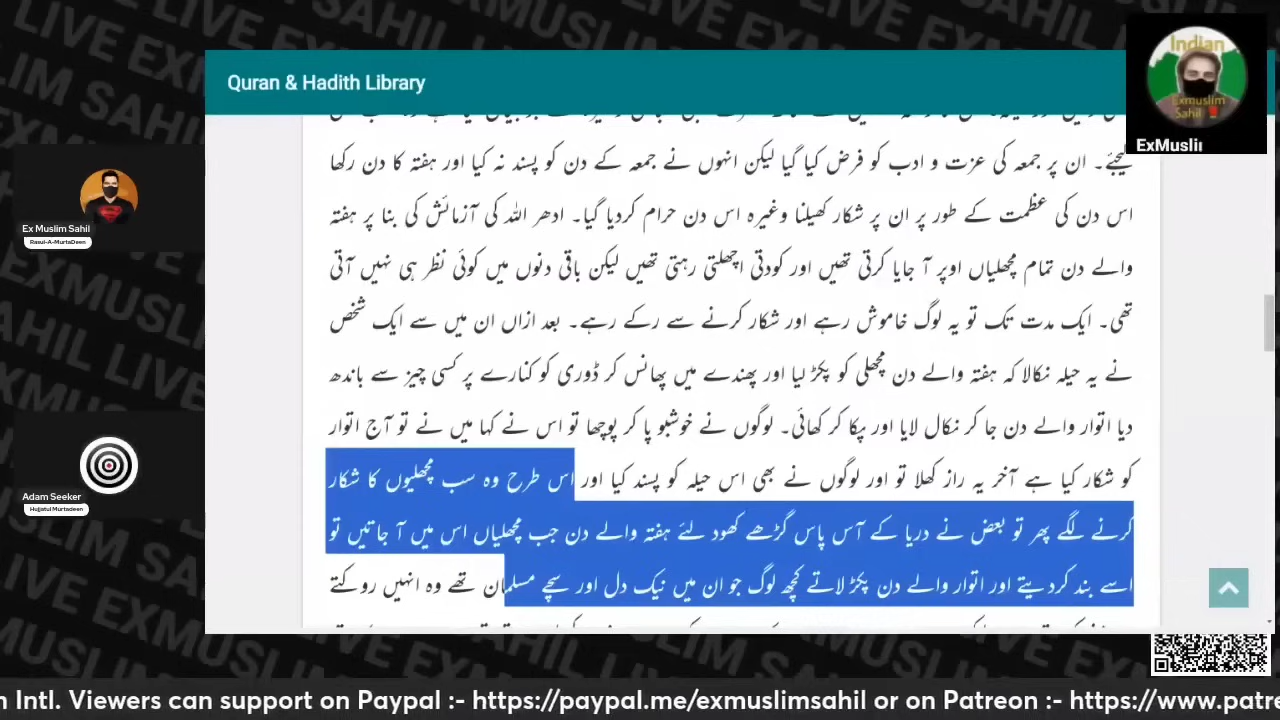 Quran & Hadith Library
Indian
Exmuslim
Sahil
ExMusli
کیجئے۔ ان پر جمعہ کی عزت و ادب کو فرض کیا گیا لیکن انہوں نے جمعہ کے دن کو پسند نہ کیا اور ہفتہ کا دن رکھا
اس دن کی عظمت کے طور پر ان پر شکار کھیلنا وغیرہ اس دن حرام کردیا گیا۔ ادھر اللہ کی آزمائش کی بنا پر ہفتہ
والے دن تمام مچھلیاں اوپر آ جایا کرتی تھیں اور کودتی اچھلتی رہتی تھیں لیکن باقی دنوں میں کوئی نظر ہی نہیں آتی
تھی۔ ایک مدت تک تو یہ لوگ خاموش رہے اور شکار کرنے سے رکے رہے۔ بعد ازاں ان میں سے ایک شخص
نے یہ حیلہ نکالا کہ ہفتہ والے دن مچھلی کو پکڑ لیا اور پھندے میں پھانس کر ڈوری کو کنارے پر کسی چیز سے باندھ
دیا اتوار والے دن جا کر نکال لایا اور پکا کر کھائی۔ لوگوں نے خوشبو پا کر پوچھا تو اس نے کہا میں نے تو آج اتوار
کو شکار کیا ہے آخر یہ راز کھلا تو اور لوگوں نے بھی اس حیلہ کو پسند کیا اور اس طرح وہ سب مچھلیوں کا شکار
کرنے لگے پھر تو بعض نے دریا کے آس پاس گڑھے کھود لئے ہفتہ والے دن جب مچھلیاں اس میں آ جاتیں تو
اسے بند کردیتے اور اتوار والے دن پکڑ لاتے کچھ لوگ جو ان میں نیک دل اور سچے مسلمان تھے وہ انہیں روکتے
Ex Muslim Sahil
Rasul-A-MurtaDeen
Adam Seeker
Hujjatul Murtadeen
LIVE EXMUSLIM SAHIL
n Intl. Viewers can support on Paypal :- https://paypal.me/exmuslimsahil or on Patreon :- https://www.patre